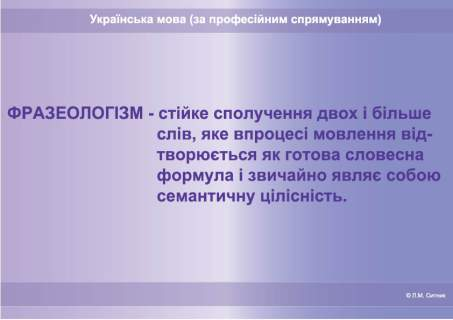 Українська мова (за професійним спрямуванням)
ФРАЗЕОЛОГІЗМ - стійке сполучення двох і більше
слів, яке впроцесі мовлення від-
творюється як готова словесна
формула і звичайно являє собою
семантичну цілісність.
© Л.М. Ситник